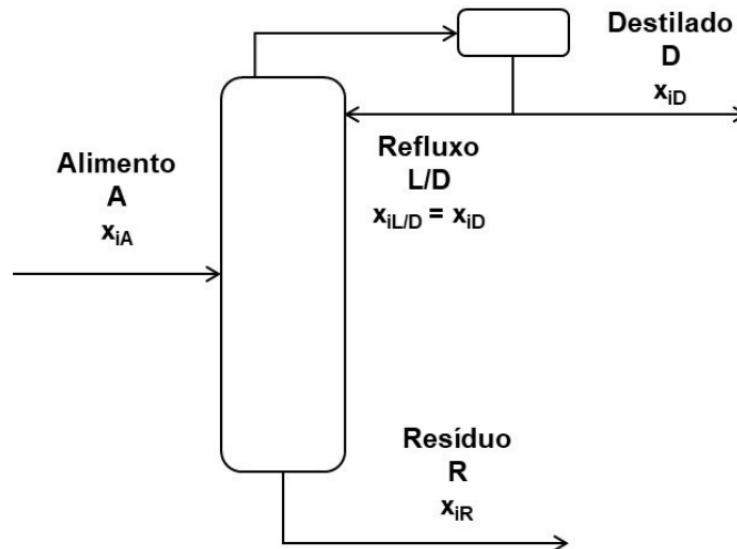 Destilado
D
x_iD
Refluxo
L/D
x_iL/D = x_iD
Alimento
A
x_iA
Resíduo
R
x_iR